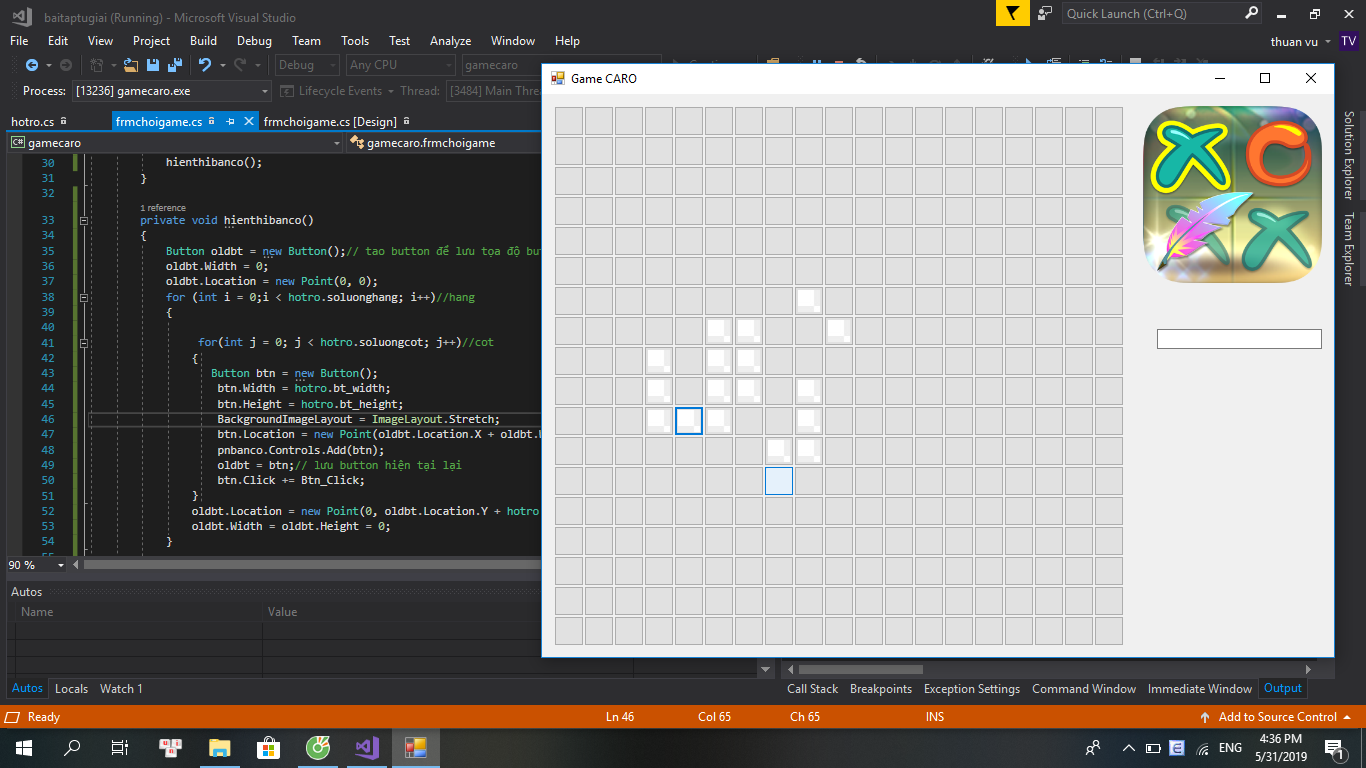 baitaptugiai (Running) - Microsoft Visual Studio
Quick Launch (Ctrl+Q)
File Edit View Project Build Debug Team Tools Test Analyze Window Help
thuan vu TV
Debug Any CPU gamecaro
Process: [13236] gamecaro.exe Lifecycle Events Thread: [3484] Main Thre
Game CARO
hotro.cs frmchoigame.cs frmchoigame.cs [Design]
C# gamecaro gamecaro.frmchoigame
30 hienthibanco();
31 }
32
1 reference
33 private void hienthibanco()
34 {
35 Button oldbt = new Button();// tao button để lưu tọa độ but
36 oldbt.Width = 0;
37 oldbt.Location = new Point(0, 0);
38 for (int i = 0;i < hotro.soluonghang; i++)//hang
39 {
40
41 for(int j = 0; j < hotro.soluongcot; j++)//cot
42 {
43 Button btn = new Button();
44 btn.Width = hotro.bt_width;
45 btn.Height = hotro.bt_height;
46 BackgroundImageLayout = ImageLayout.Stretch;
47 btn.Location = new Point(oldbt.Location.X + oldbt.W
48 pnbanco.Controls.Add(btn);
49 oldbt = btn;// lưu button hiện tại lại
50 btn.Click += Btn_Click;
51 }
52 oldbt.Location = new Point(0, oldbt.Location.Y + hotro
53 oldbt.Width = oldbt.Height = 0;
54 }
90 %
Solution Explorer
Team Explorer
Autos
Name Value
Autos Locals Watch 1
Call Stack Breakpoints Exception Settings Command Window Immediate Window Output
Ready Ln 46 Col 65 Ch 65 INS Add to Source Control
ENG 4:36 PM
5/31/2019
1